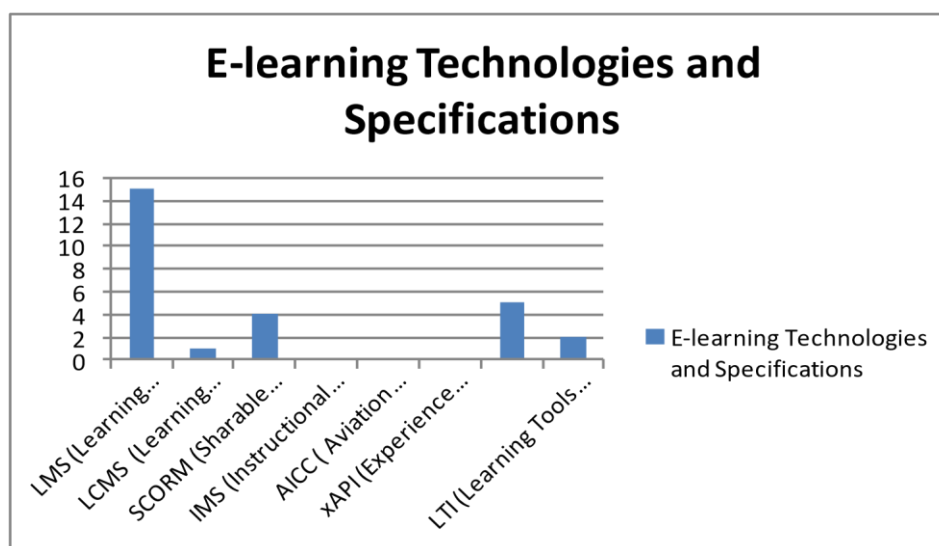 E-learning Technologies and
Specifications
16
14
12
10
8
6
4
2
0
LMS (Learning...
LCMS (Learning...
SCORM (Sharable...
IMS (Instructional...
AICC ( Aviation...
xAPI (Experience...
LTI (Learning Tools...
E-learning Technologies
and Specifications